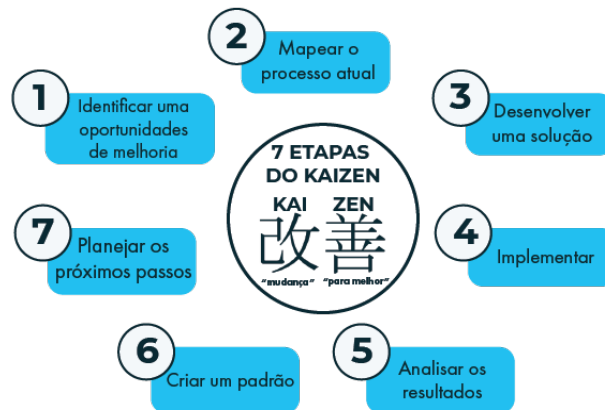 7 ETAPAS
DO KAIZEN
KAI ZEN
改善
"mudança" "para melhor"
1
Identificar uma
oportunidades
de melhoria
2
Mapear o
processo atual
3
Desenvolver
uma solução
4
Implementar
5
Analisar os
resultados
6
Criar um padrão
7
Planejar os
próximos passos